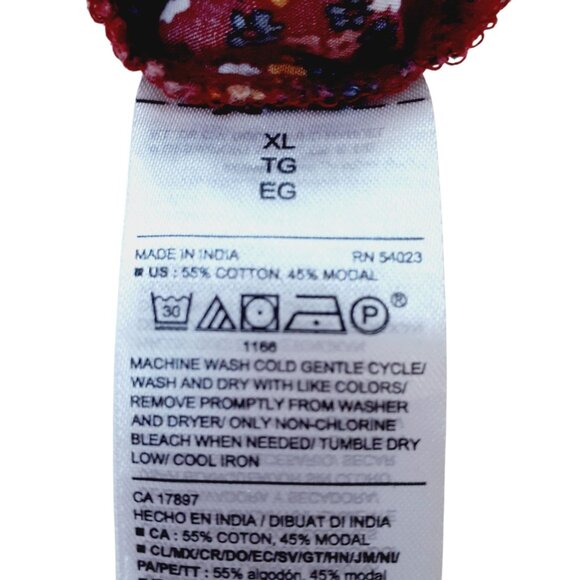 XL
TG
EG
MADE IN INDIA RN 54023
■ US : 55% COTTON, 45% MODAL
30 P ®
1166
MACHINE WASH COLD GENTLE CYCLE/
WASH AND DRY WITH LIKE COLORS/
REMOVE PROMPTLY FROM WASHER
AND DRYER/ ONLY NON-CHLORINE
BLEACH WHEN NEEDED/ TUMBLE DRY
LOW/ COOL IRON
CA 17897
HECHO EN INDIA / DIBUAT DI INDIA
■ CA : 55% COTON, 45% MODAL
■ CL/MX/CR/DO/EC/SV/GT/HN/JM/NI/
PA/PE/TT : 55% algodón, 45% modal